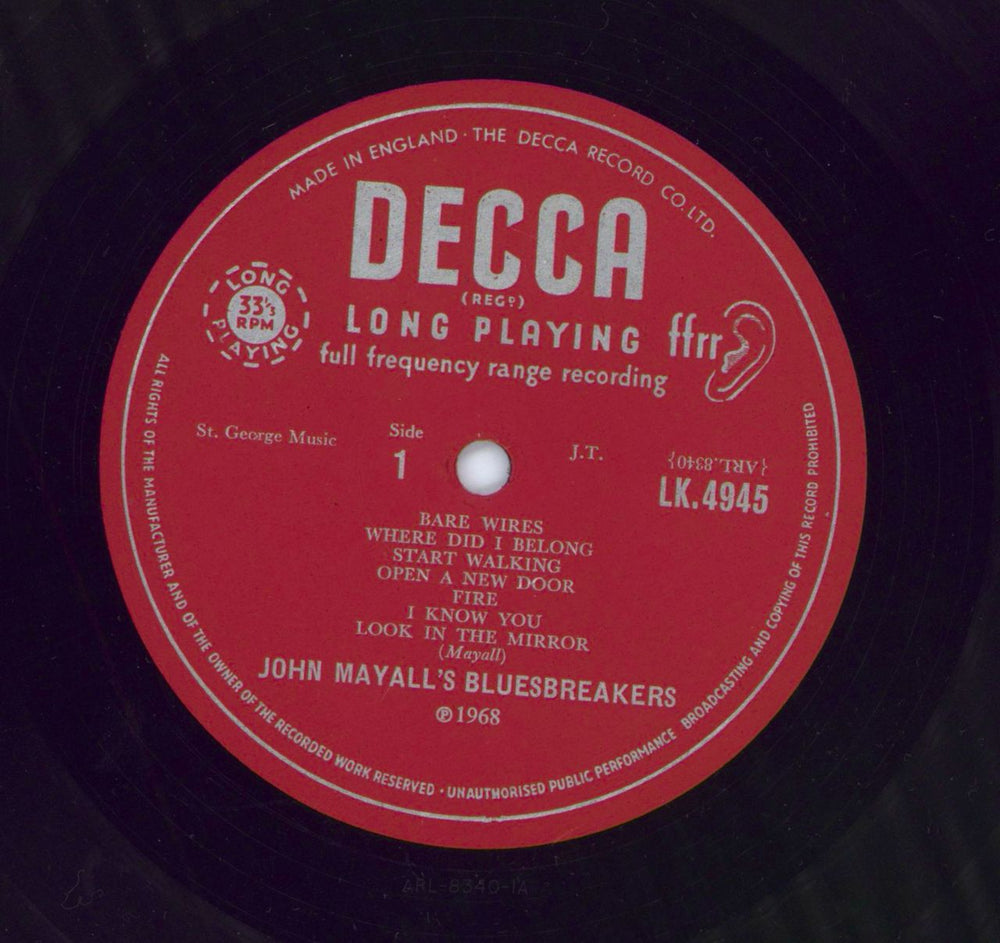 MADE IN ENGLAND · THE DECCA RECORD CO. LTD.
DECCA
(REGD)
LONG PLAYING
33⅓
RPM
LONG PLAYING
ffrr
full frequency range recording
St. George Music
Side
1
J.T.
{ARL.8340}
LK.4945
BARE WIRES
WHERE DID I BELONG
START WALKING
OPEN A NEW DOOR
FIRE
I KNOW YOU
LOOK IN THE MIRROR
(Mayall)
JOHN MAYALL'S BLUESBREAKERS
℗1968
ALL RIGHTS OF THE MANUFACTURER AND OF THE OWNER OF THE RECORDED WORK RESERVED · UNAUTHORISED PUBLIC PERFORMANCE BROADCASTING AND COPYING OF THIS RECORD PROHIBITED
ARL-8340-1A